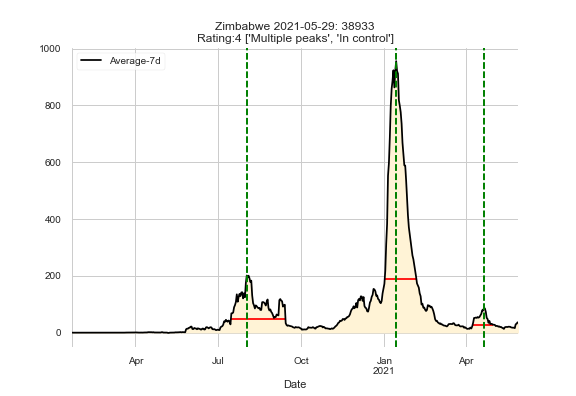 Zimbabwe 2021-05-29: 38933
Rating:4 ['Multiple peaks', 'In control']
1000
Average-7d
800
600
400
200
0
Apr
Jul
Oct
Jan
2021
Apr
Date